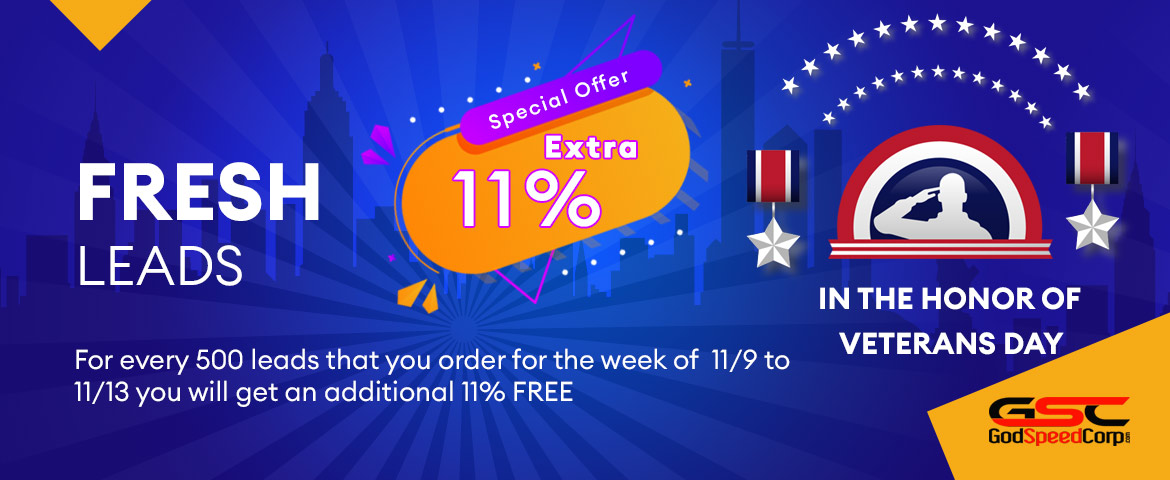 FRESH
LEADS
Special Offer
Extra
11%
For every 500 leads that you order for the week of 11/9 to
11/13 you will get an additional 11% FREE
IN THE HONOR OF
VETERANS DAY
GSC
GodSpeedCorp.com